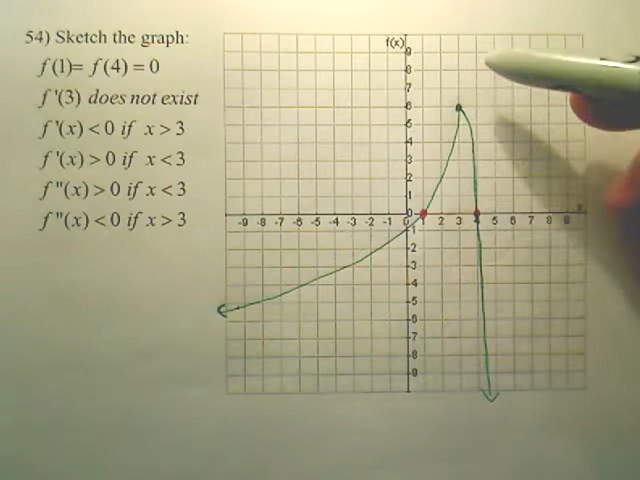 54) Sketch the graph:
f(1)= f(4) = 0
f '(3) does not exist
f '(x) < 0 if x > 3
f '(x) > 0 if x < 3
f "(x) > 0 if x < 3
f "(x) < 0 if x > 3
f(x)
9
8
7
6
5
4
3
2
1
0
-9 -8 -7 -6 -5 -4 -3 -2 -1 0 1 2 3 4 5 6 7 8 9
-1
-2
-3
-4
-5
-6
-7
-8
-9